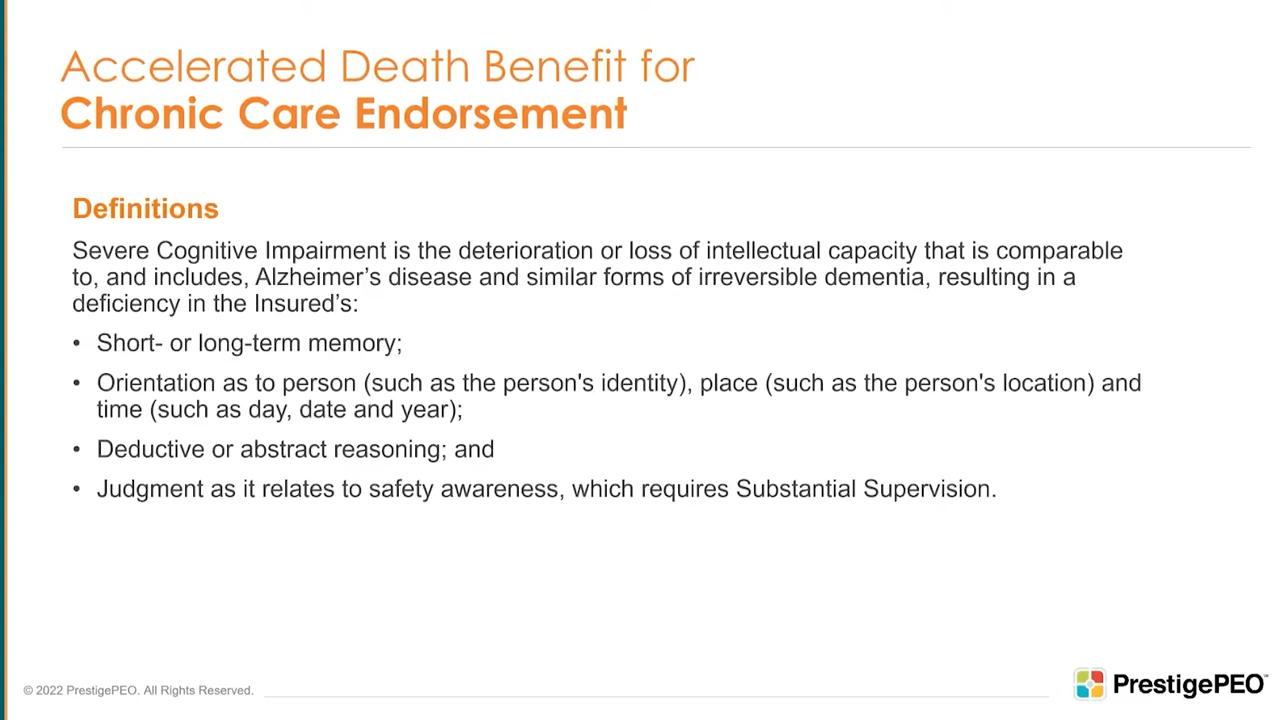 Accelerated Death Benefit for
Chronic Care Endorsement
Definitions
Severe Cognitive Impairment is the deterioration or loss of intellectual capacity that is comparable
to, and includes, Alzheimer’s disease and similar forms of irreversible dementia, resulting in a
deficiency in the Insured’s:
• Short- or long-term memory;
• Orientation as to person (such as the person's identity), place (such as the person's location) and
time (such as day, date and year);
• Deductive or abstract reasoning; and
• Judgment as it relates to safety awareness, which requires Substantial Supervision.
© 2022 PrestigePEO. All Rights Reserved.
PrestigePEO™